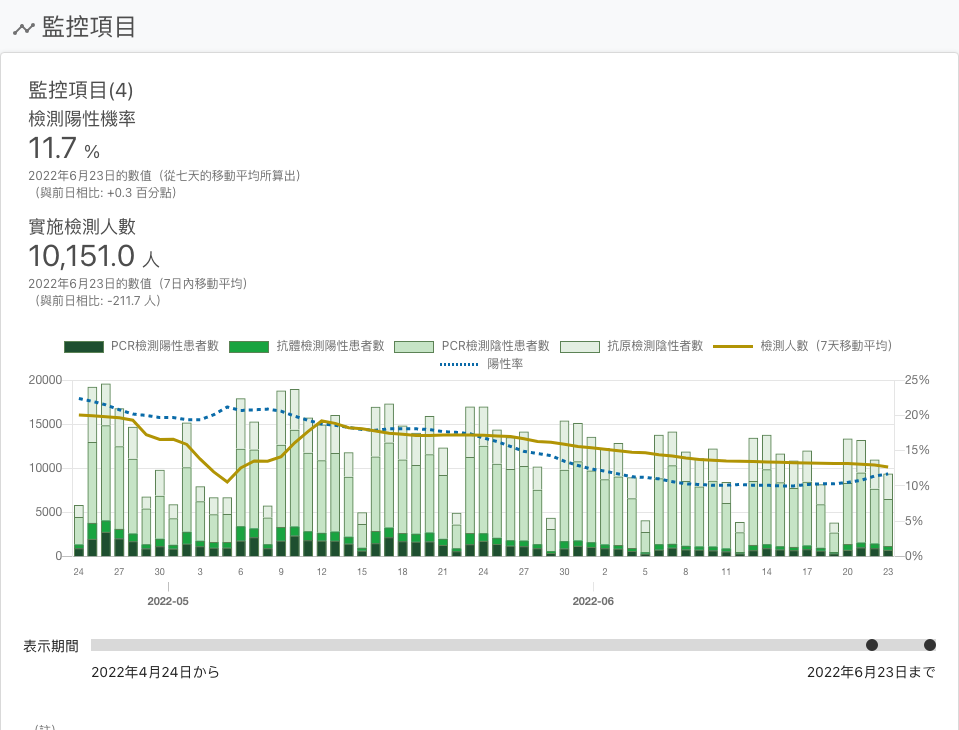 監控項目
監控項目(4)
檢測陽性機率
11.7 %
2022年6月23日的數值（從七天的移動平均所算出）
（與前日相比: +0.3 百分點）
實施檢測人數
10,151.0 人
2022年6月23日的數值（7日內移動平均）
（與前日相比: -211.7 人）
PCR檢測陽性患者數 抗體檢測陽性患者數 PCR檢測陰性患者數 抗原檢測陰性者數 檢測人數（7天移動平均）
陽性率
20000 25%
15000 20%
10000 15%
5000 10%
0 5%
0%
24 27 30 3 6 9 12 15 18 21 24 27 30 2 5 8 11 14 17 20 23
2022-05 2022-06
表示期間
2022年4月24日から 2022年6月23日まで